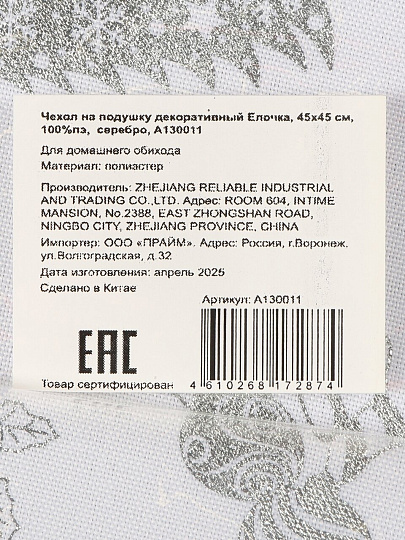 Чехол на подушку декоративный Елочка, 45х45 см,
100%пэ, серебро, А130011
Для домашнего обихода
Материал: полиэстер
Производитель: ZHEJIANG RELIABLE INDUSTRIAL
AND TRADING CO.,LTD. Адрес: ROOM 604, INTIME
MANSION, No.2388, EAST ZHONGSHAN ROAD,
NINGBO CITY, ZHEJIANG PROVINCE, CHINA
Импортер: ООО «ПРАЙМ». Адрес: Россия, г.Воронеж,
ул.Волгоградская, д.32
Дата изготовления: апрель 2025
Сделано в Китае
Артикул: А130011
ЕАС
Товар сертифицирован
4 610268 172874